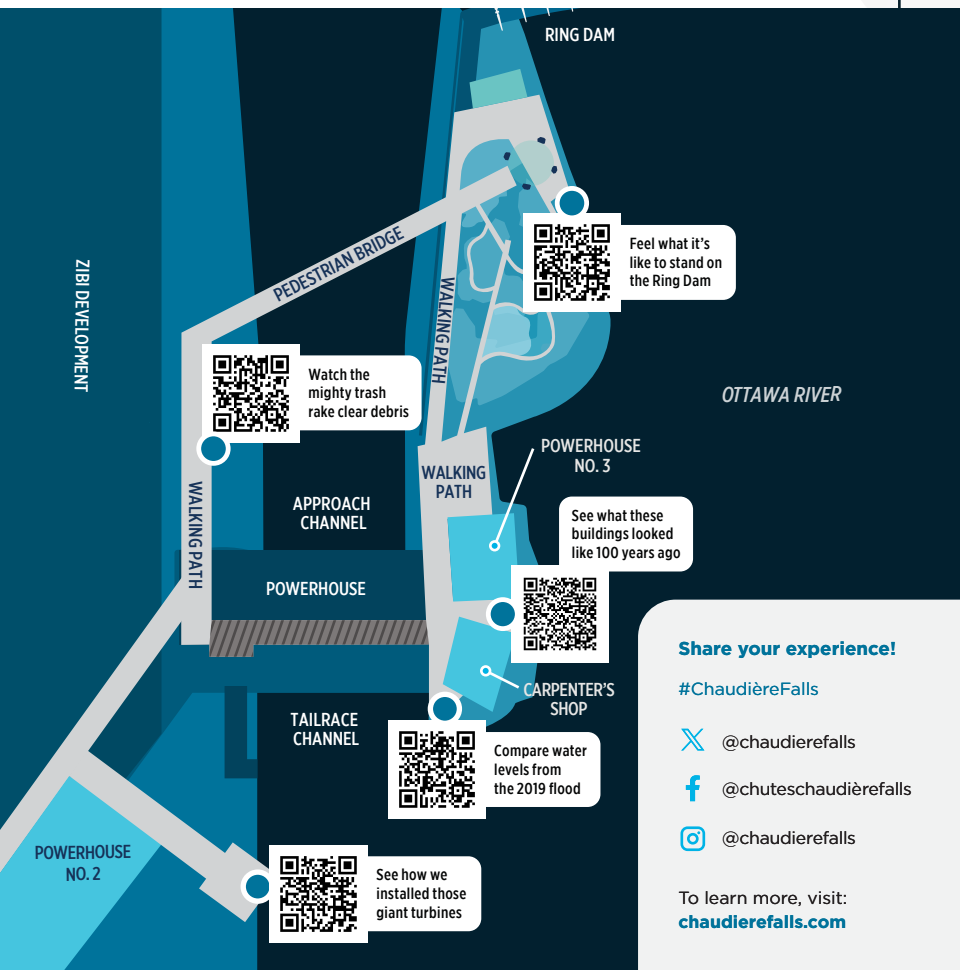 RING DAM
Feel what it's
like to stand on
the Ring Dam
PEDESTRIAN BRIDGE
ZIBI DEVELOPMENT
WALKING PATH
Watch the
mighty trash
rake clear debris
OTTAWA RIVER
POWERHOUSE
NO. 3
WALKING
PATH
WALKING PATH
APPROACH
CHANNEL
See what these
buildings looked
like 100 years ago
POWERHOUSE
CARPENTER'S
SHOP
TAILRACE
CHANNEL
Compare water
levels from
the 2019 flood
POWERHOUSE
NO. 2
See how we
installed those
giant turbines
Share your experience!
#ChaudièreFalls
@chaudierefalls
@chuteschaudièrefalls
@chaudierefalls
To learn more, visit:
chaudierefalls.com